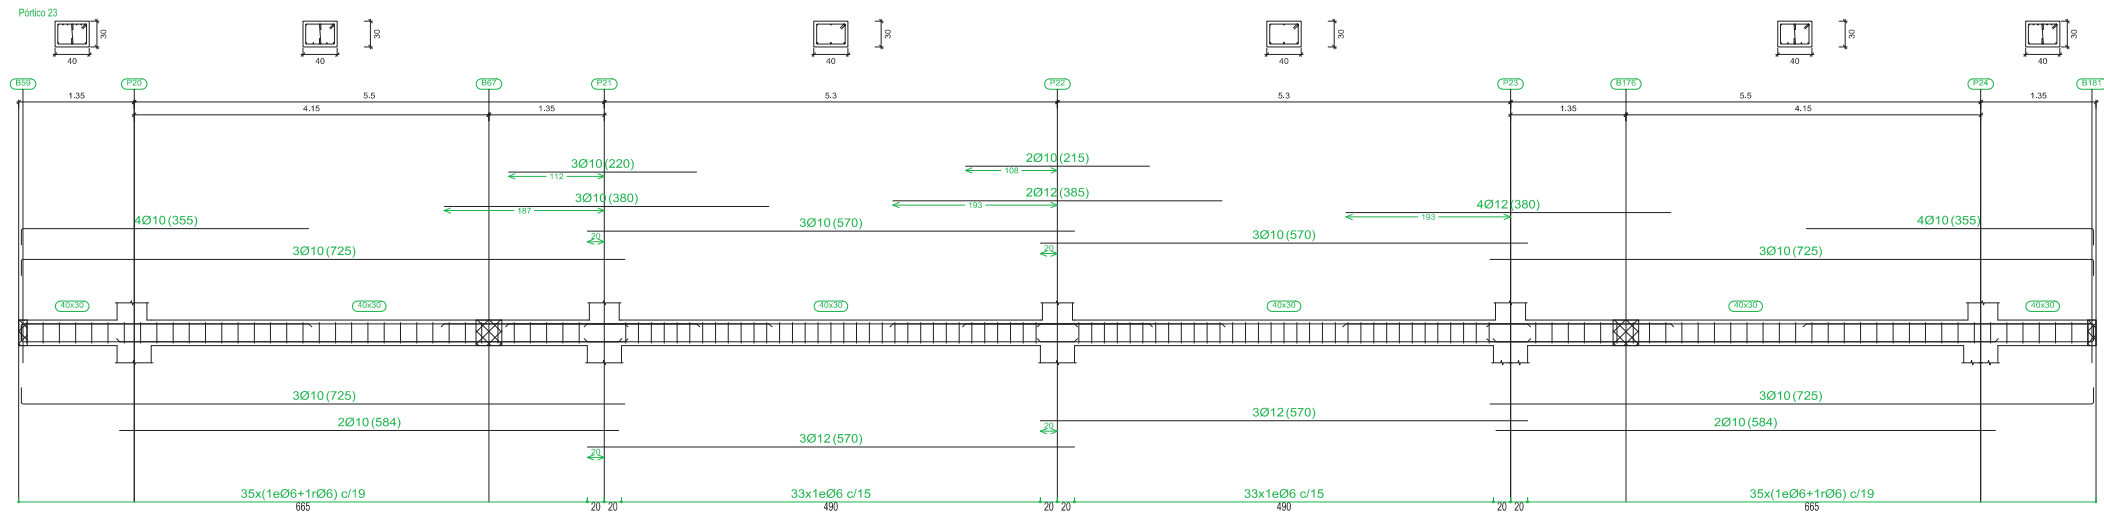 Pórtico 23
30 30 30 30 30 30
40 40 40 40 40 40
B59 P20 B67 P21 P22 P23 B176 P24 B181
1.35 5.5 5.3 5.3 5.5 1.35
4.15 1.35 1.35 4.15
3Ø10(220) 2Ø10(215)
112 108
3Ø10(380) 2Ø12(385) 4Ø12(380)
187 193 193
4Ø10(355) 3Ø10(570) 4Ø10(355)
20 3Ø10(570)
20
3Ø10(725) 3Ø10(725)
40x30 40x30 40x30 40x30 40x30 40x30
3Ø10(725) 3Ø10(725)
3Ø12(570)
2Ø10(584) 20 2Ø10(584)
3Ø12(570)
20
35x(1eØ6+1rØ6) c/19 33x1eØ6 c/15 33x1eØ6 c/15 35x(1eØ6+1rØ6) c/19
665 20 20 490 20 20 490 20 20 665